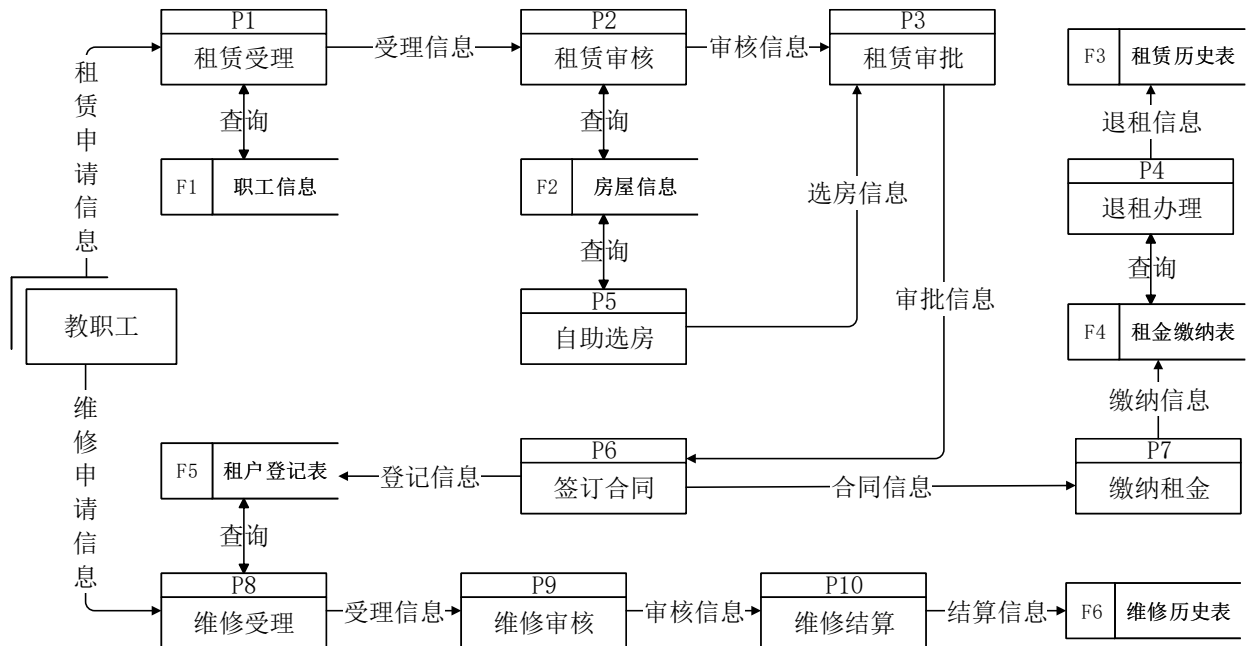 P1
租赁受理
受理信息
P2
租赁审核
审核信息
P3
租赁审批
F3 租赁历史表
租赁申请信息
查询
查询
退租信息
F1 职工信息
F2 房屋信息
选房信息
P4
退租办理
查询
查询
教职工
P5
自助选房
审批信息
F4 租金缴纳表
缴纳信息
维修申请信息
F5 租户登记表
登记信息
P6
签订合同
合同信息
P7
缴纳租金
查询
P8
维修受理
受理信息
P9
维修审核
审核信息
P10
维修结算
结算信息
F6 维修历史表